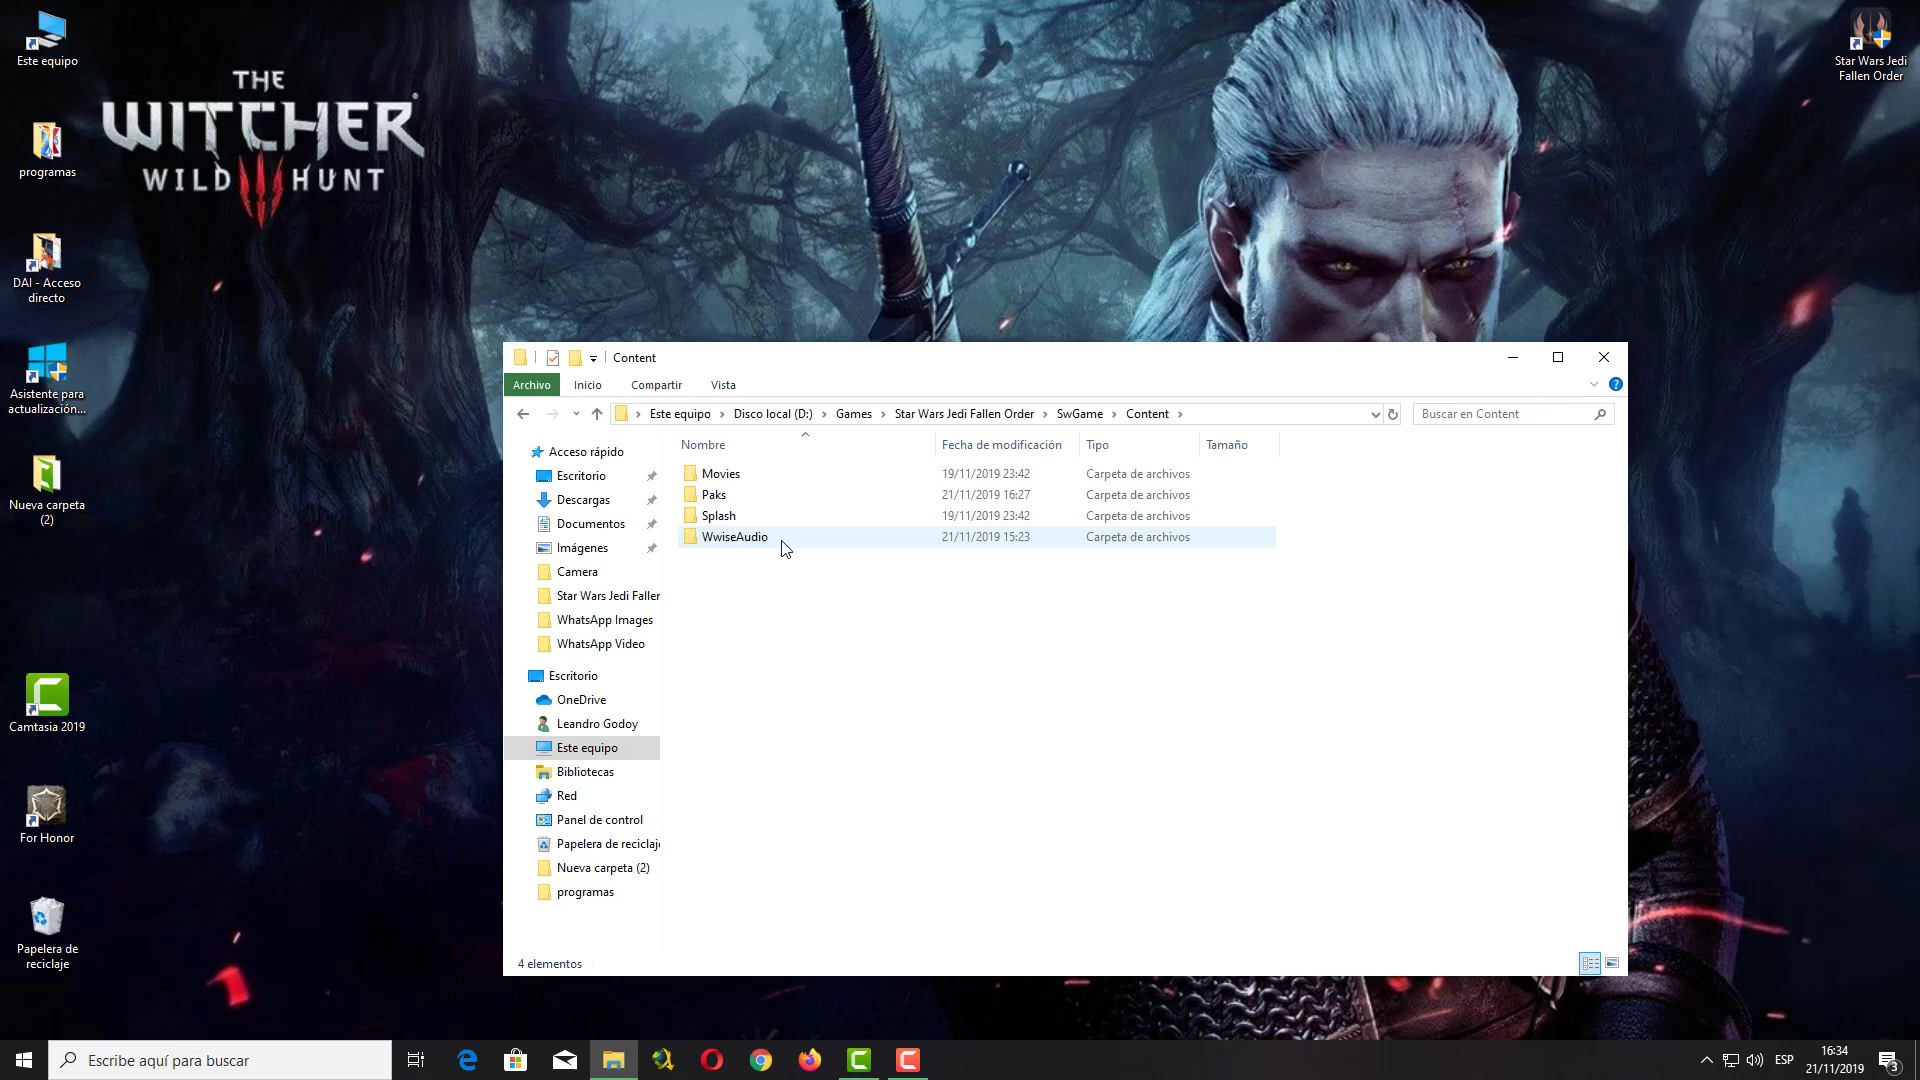 Este equipo
programas
DAI - Acceso
directo
Asistente para
actualización...
Nueva carpeta
(2)
Camtasia 2019
For Honor
Papelera de
reciclaje
THE
WITCHER
WILD HUNT
Star Wars Jedi
Fallen Order
Content
Archivo Inicio Compartir Vista
Este equipo Disco local (D:) Games Star Wars Jedi Fallen Order SwGame Content Buscar en Content
Nombre Fecha de modificación Tipo Tamaño
Movies 19/11/2019 23:42 Carpeta de archivos
Paks 21/11/2019 16:27 Carpeta de archivos
Splash 19/11/2019 23:42 Carpeta de archivos
WwiseAudio 21/11/2019 15:23 Carpeta de archivos
Acceso rápido
Escritorio
Descargas
Documentos
Imágenes
Camera
Star Wars Jedi Faller
WhatsApp Images
WhatsApp Video
Escritorio
OneDrive
Leandro Godoy
Este equipo
Bibliotecas
Red
Panel de control
Papelera de reciclaje
Nueva carpeta (2)
programas
4 elementos
Escribe aquí para buscar
ESP
16:34
21/11/2019
3